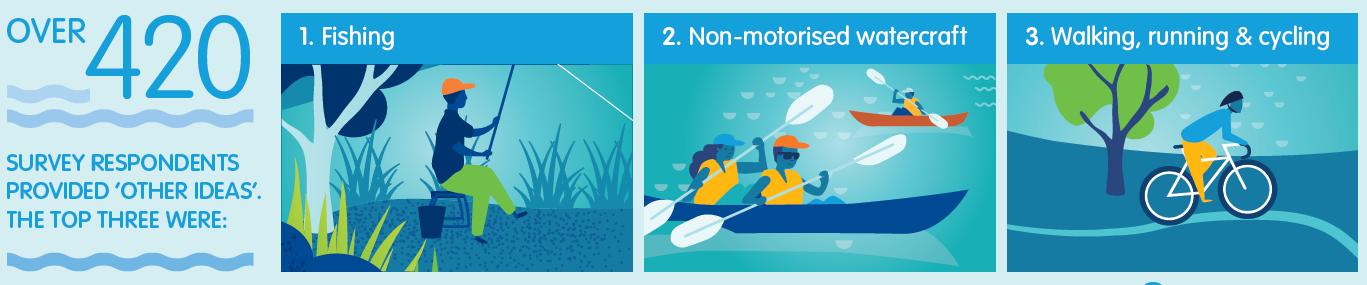 OVER 420
SURVEY RESPONDENTS
PROVIDED ‘OTHER IDEAS’.
THE TOP THREE WERE:
1. Fishing
2. Non-motorised watercraft
3. Walking, running & cycling